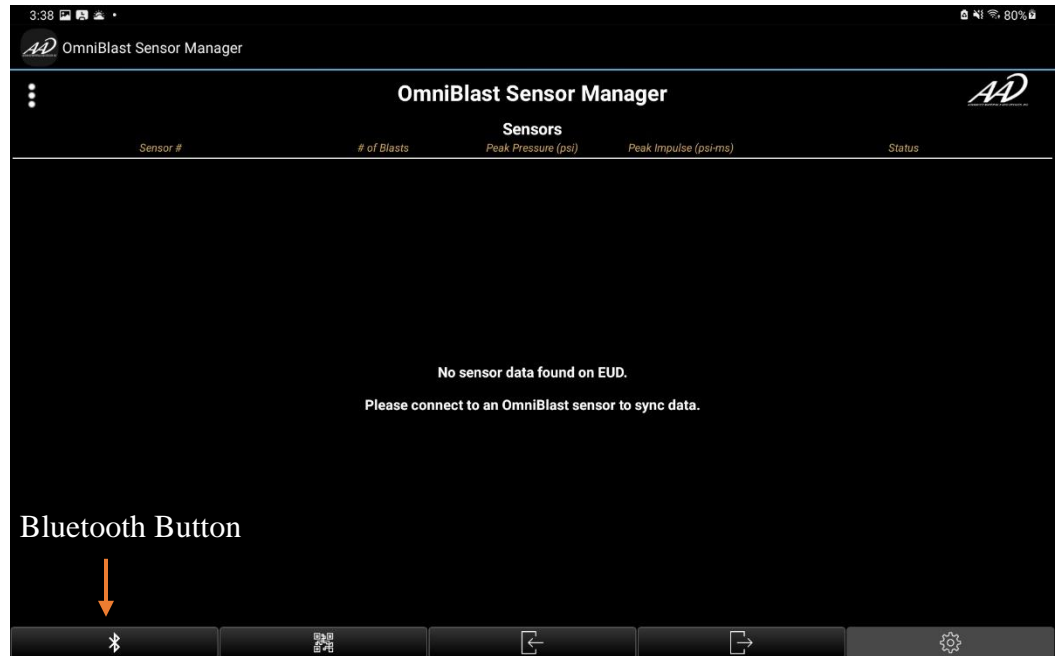 3:38 80%
AD OmniBlast Sensor Manager
OmniBlast Sensor Manager AD
Sensors
Sensor # # of Blasts Peak Pressure (psi) Peak Impulse (psi-ms) Status
No sensor data found on EUD.
Please connect to an OmniBlast sensor to sync data.
Bluetooth Button